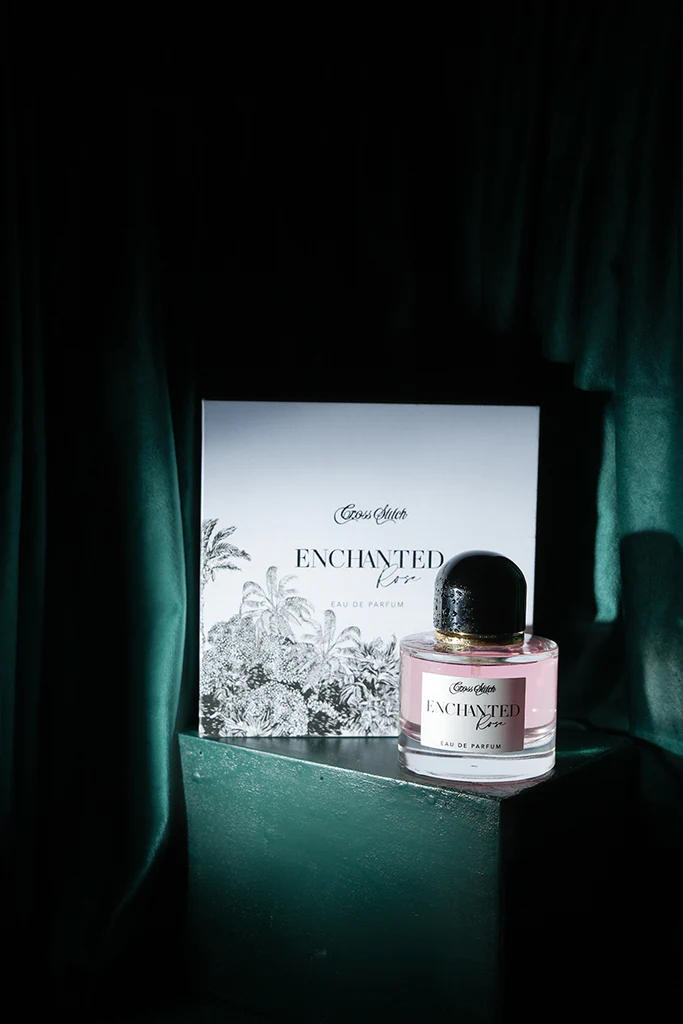 Cross Stitch
ENCHANTED
Rose
EAU DE PARFUM
Cross Stitch
ENCHANTED
Rose
EAU DE PARFUM